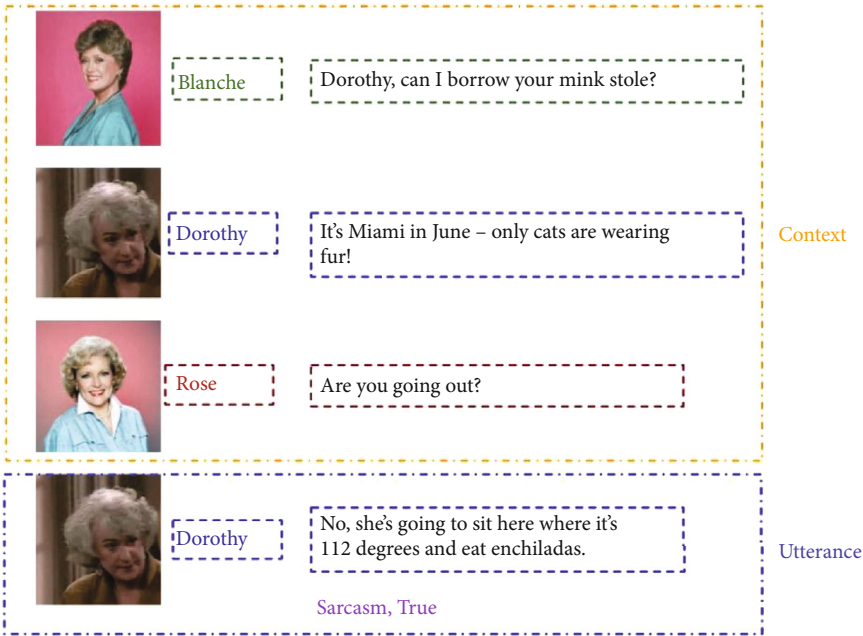 Blanche
Dorothy, can I borrow your mink stole?
Dorothy
It's Miami in June – only cats are wearing
fur!
Context
Rose
Are you going out?
Dorothy
No, she's going to sit here where it's
112 degrees and eat enchiladas.
Utterance
Sarcasm, True